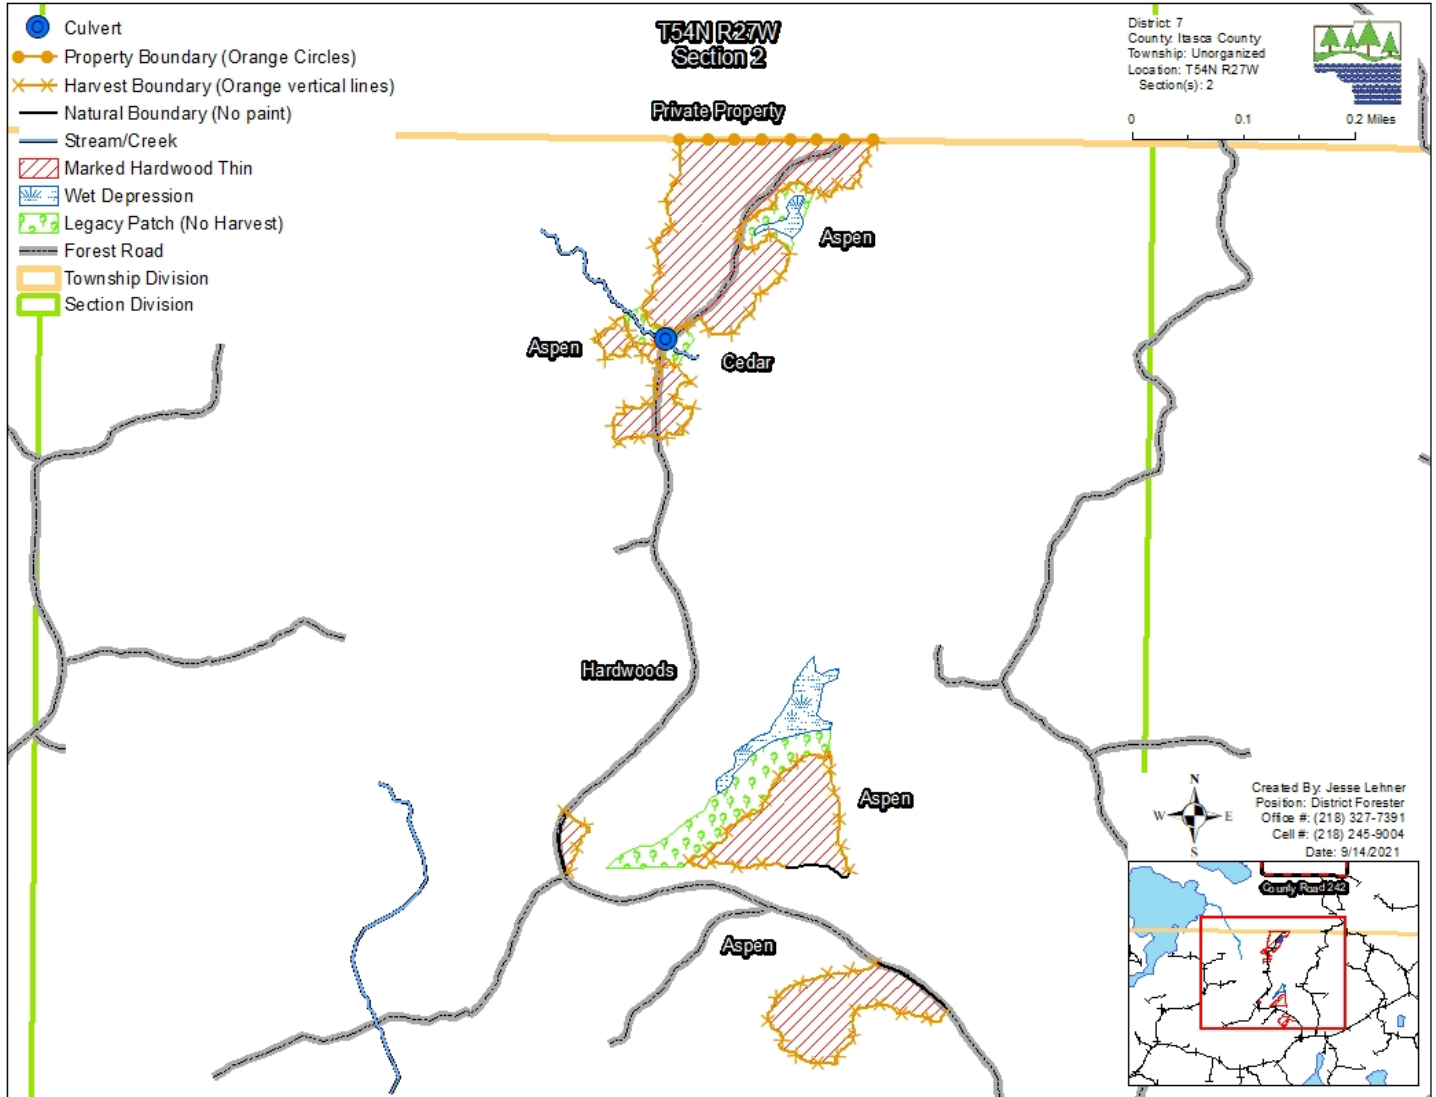 Culvert
Property Boundary (Orange Circles)
Harvest Boundary (Orange vertical lines)
Natural Boundary (No paint)
Stream/Creek
Marked Hardwood Thin
Wet Depression
Legacy Patch (No Harvest)
Forest Road
Township Division
Section Division
T54N R27W
Section 2
District: 7
County: Itasca County
Township: Unorganized
Location: T54N R27W
Section(s): 2
0 0.1 0.2 Miles
Private Property
Aspen
Aspen
Cedar
Hardwoods
Aspen
Aspen
N
W E
S
Created By: Jesse Lehner
Position: District Forester
Office #: (218) 327-7391
Cell #: (218) 245-9004
Date: 9/14/2021
County Road 242